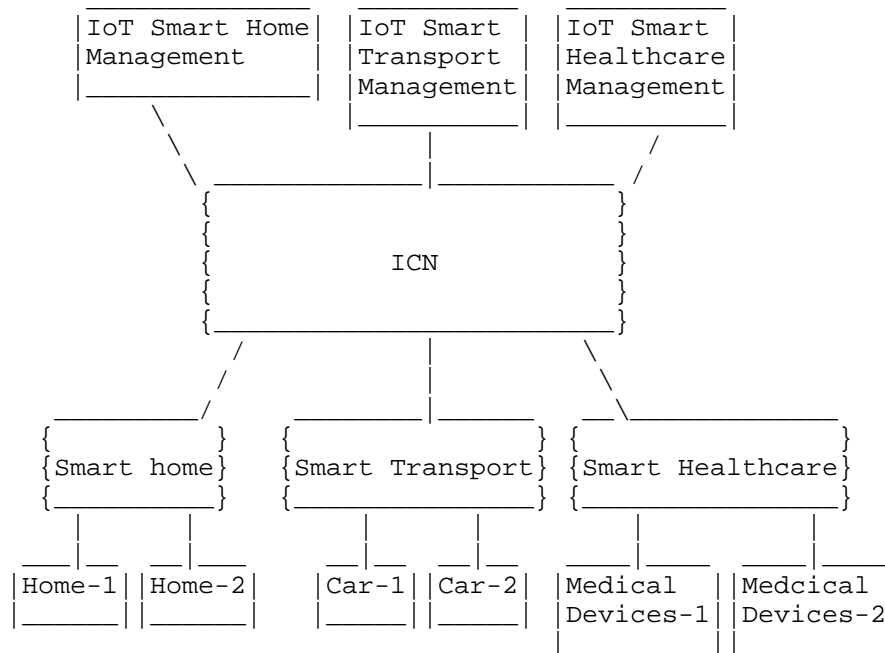 IoT Smart Home IoT Smart IoT Smart
Management Transport Healthcare
Management Management
ICN
Smart home Smart Transport Smart Healthcare
Home-1 Home-2 Car-1 Car-2 Medical Medcical
Devices-1 Devices-2